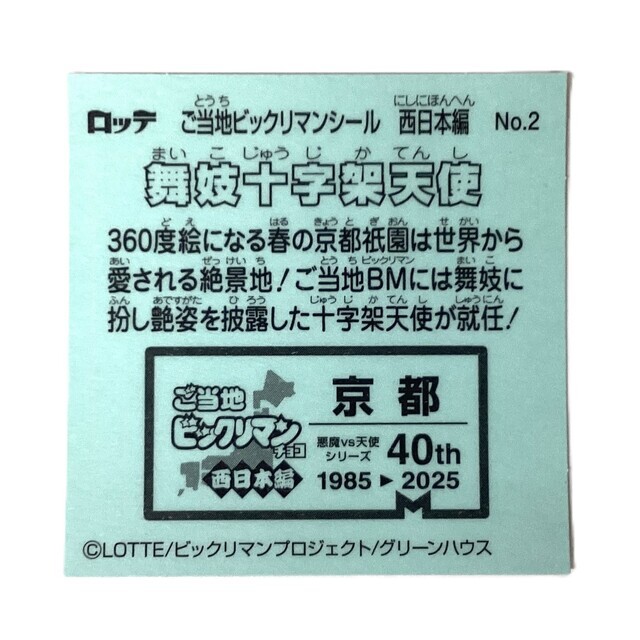 とうち にしにほんへん
ロッテ ご当地ビックリマンシール 西日本編 No.2
まいこじゅうじかてんし
舞妓十字架天使
どえ はる きょうとぎおん せかい
360度絵になる春の京都祇園は世界から
あい ぜっけいち とうちビックリマン まいこ
愛される絶景地！ご当地BMには舞妓に
ふん あですがた ひろう じゅうじかてんし しゅうにん
扮し艶姿を披露した十字架天使が就任！
ご当地
ビックリマン
チョコ
西日本編
京都
悪魔vs天使
シリーズ 40th
1985 ▶ 2025
©LOTTE/ビックリマンプロジェクト/グリーンハウス